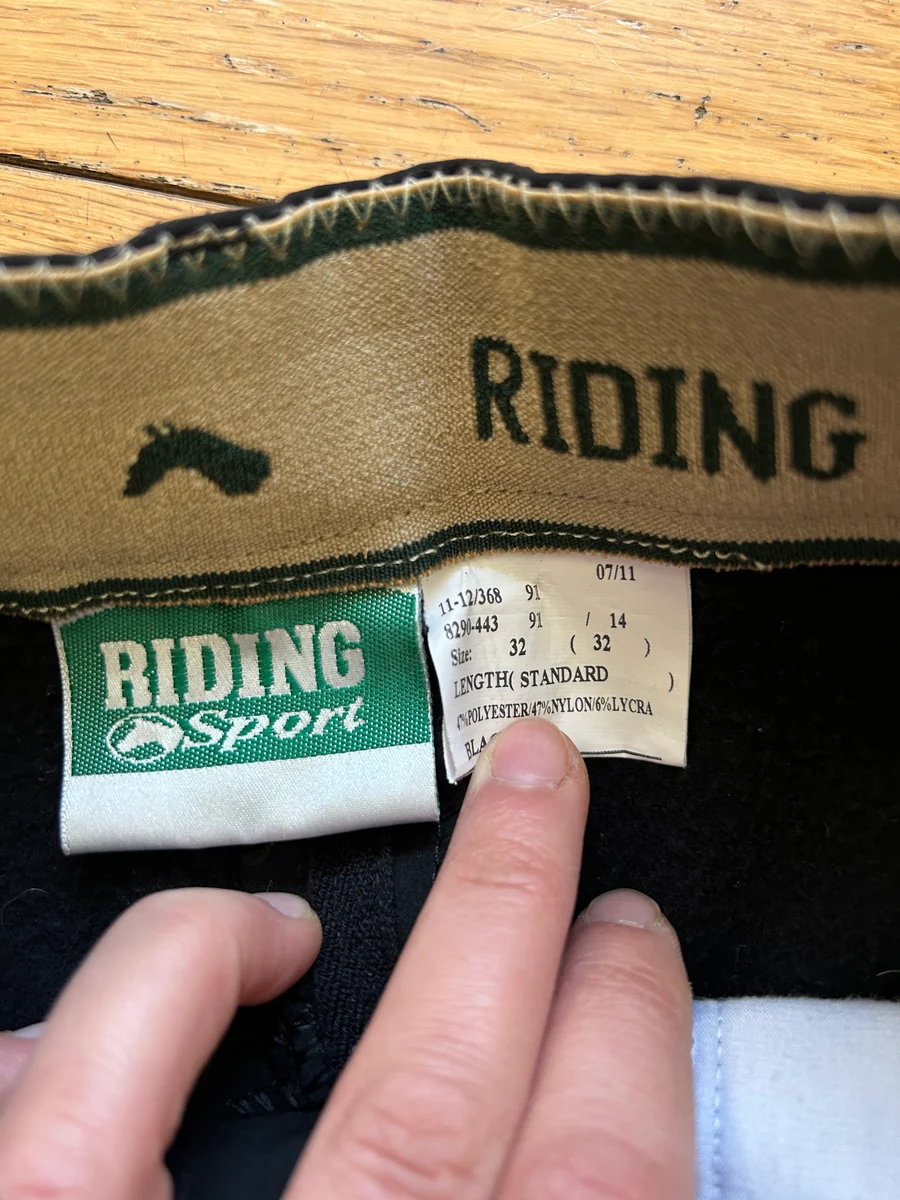 RIDING
RIDING
Sport
07/11
11-12/368 91
8290-443 91 / 14
Size: 32 ( 32 )
LENGTH( STANDARD )
47%POLYESTER/47%NYLON/6%LYCRA